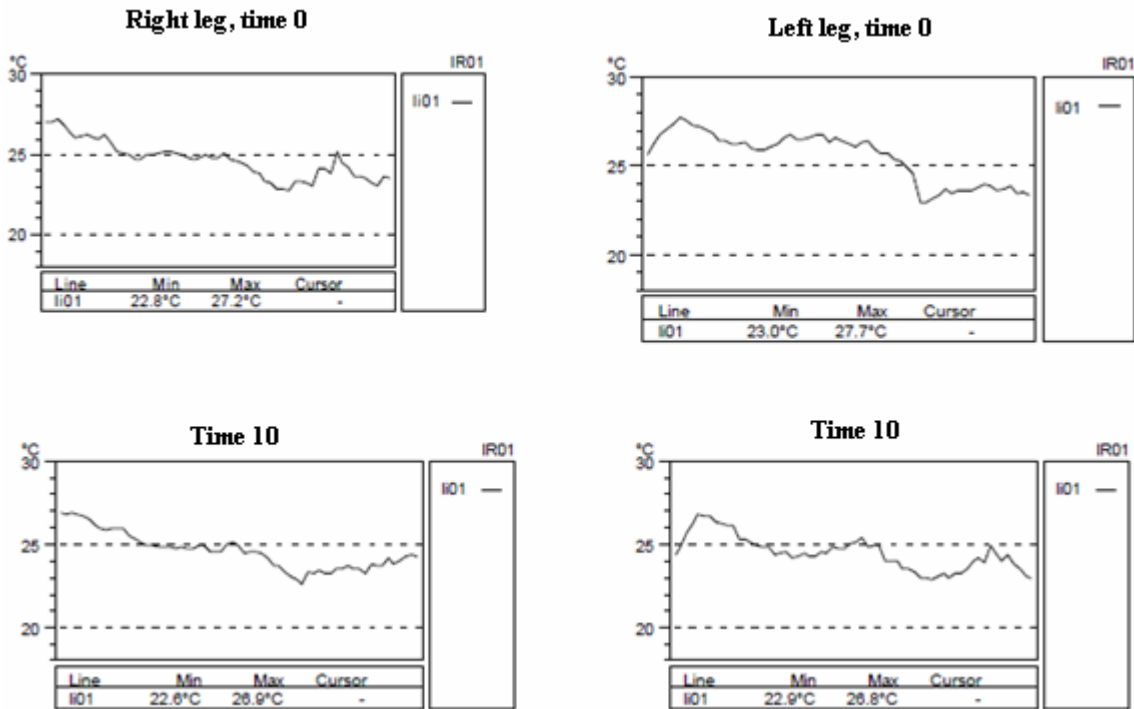 Right leg, time 0
°C
IR01
30
25
20
li01
Line Min Max Cursor
li01 22.8°C 27.2°C -
Left leg, time 0
°C
IR01
30
25
20
li01
Line Min Max Cursor
li01 23.0°C 27.7°C -
Time 10
°C
IR01
30
25
20
li01
Line Min Max Cursor
li01 22.6°C 26.9°C -
Time 10
°C
IR01
30
25
20
li01
Line Min Max Cursor
li01 22.9°C 26.8°C -